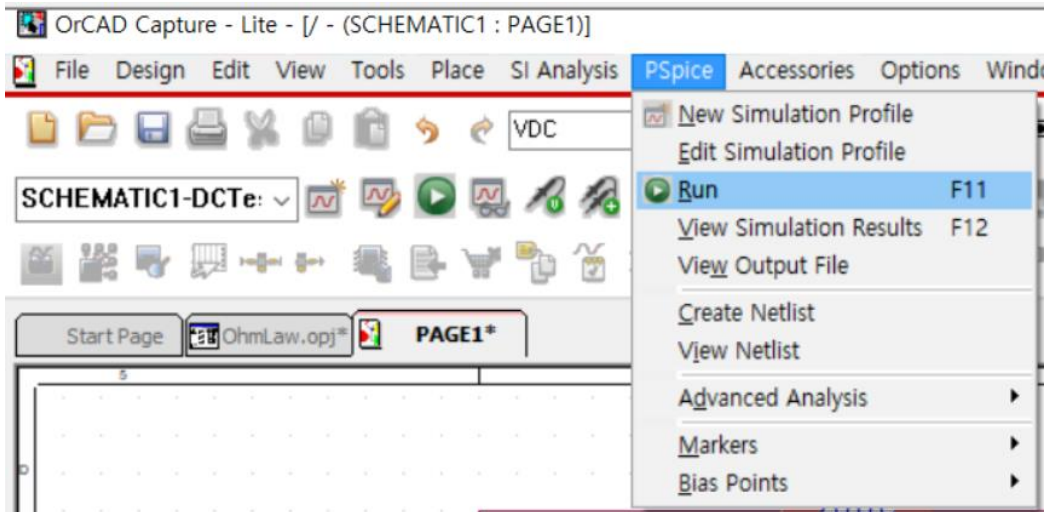 OrCAD Capture - Lite - [/ - (SCHEMATIC1 : PAGE1)]
File Design Edit View Tools Place SI Analysis PSpice Accessories Options
VDC
SCHEMATIC1-DCTe
New Simulation Profile
Edit Simulation Profile
Run F11
View Simulation Results F12
View Output File
Create Netlist
View Netlist
Advanced Analysis
Markers
Bias Points
Start Page OhmLaw.opj* PAGE1*
5
D